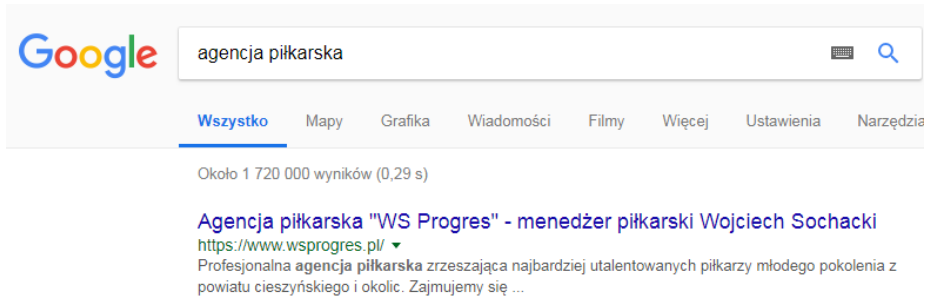 Google
agencja piłkarska
Wszystko Mapy Grafika Wiadomości Filmy Więcej Ustawienia Narzędzia
Około 1 720 000 wyników (0,29 s)
Agencja piłkarska "WS Progres" - menedżer piłkarski Wojciech Sochacki
https://www.wsprogres.pl/
Profesjonalna agencja piłkarska zrzeszająca najbardziej utalentowanych piłkarzy młodego pokolenia z
powiatu cieszyńskiego i okolic. Zajmujemy się ...